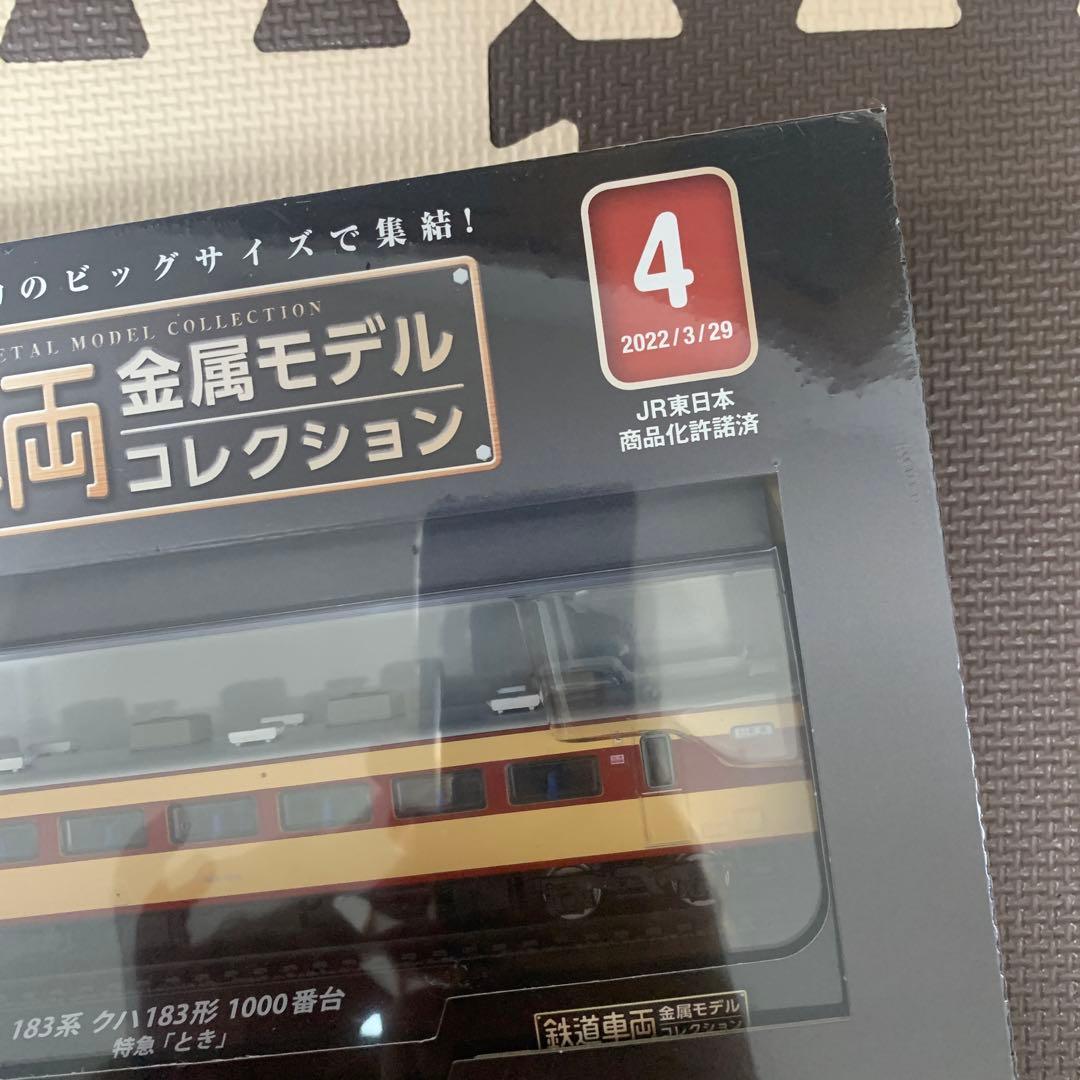 のビッグサイズで集結!
4
2022/3/29
JR東日本
商品化許諾済
METAL MODEL COLLECTION
両 金属モデル
コレクション
183系 クハ183形 1000番台
特急「とき」
鉄道車両 金属モデル
コレクション